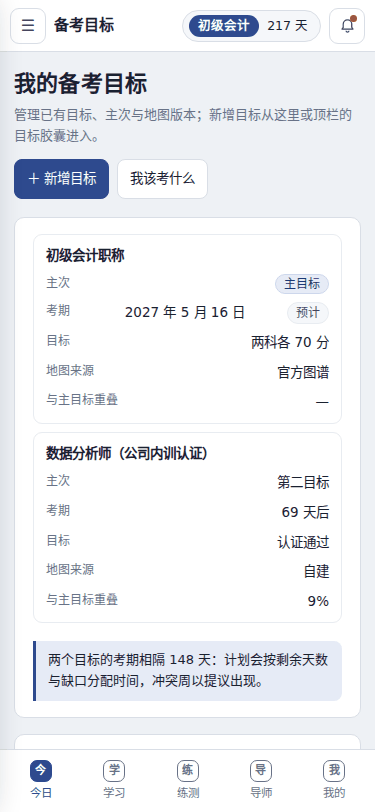 ☰ 备考目标 初级会计 217 天
我的备考目标
管理已有目标、主次与地图版本；新增目标从这里或顶栏的
目标胶囊进入。
＋ 新增目标 我该考什么
初级会计职称
主次 主目标
考期 2027 年 5 月 16 日 预计
目标 两科各 70 分
地图来源 官方图谱
与主目标重叠 —
数据分析师（公司内训认证）
主次 第二目标
考期 69 天后
目标 认证通过
地图来源 自建
与主目标重叠 9%
两个目标的考期相隔 148 天：计划会按剩余天数
与缺口分配时间，冲突周以提议出现。
今 学 练 导 我
今日 学习 练测 导师 我的